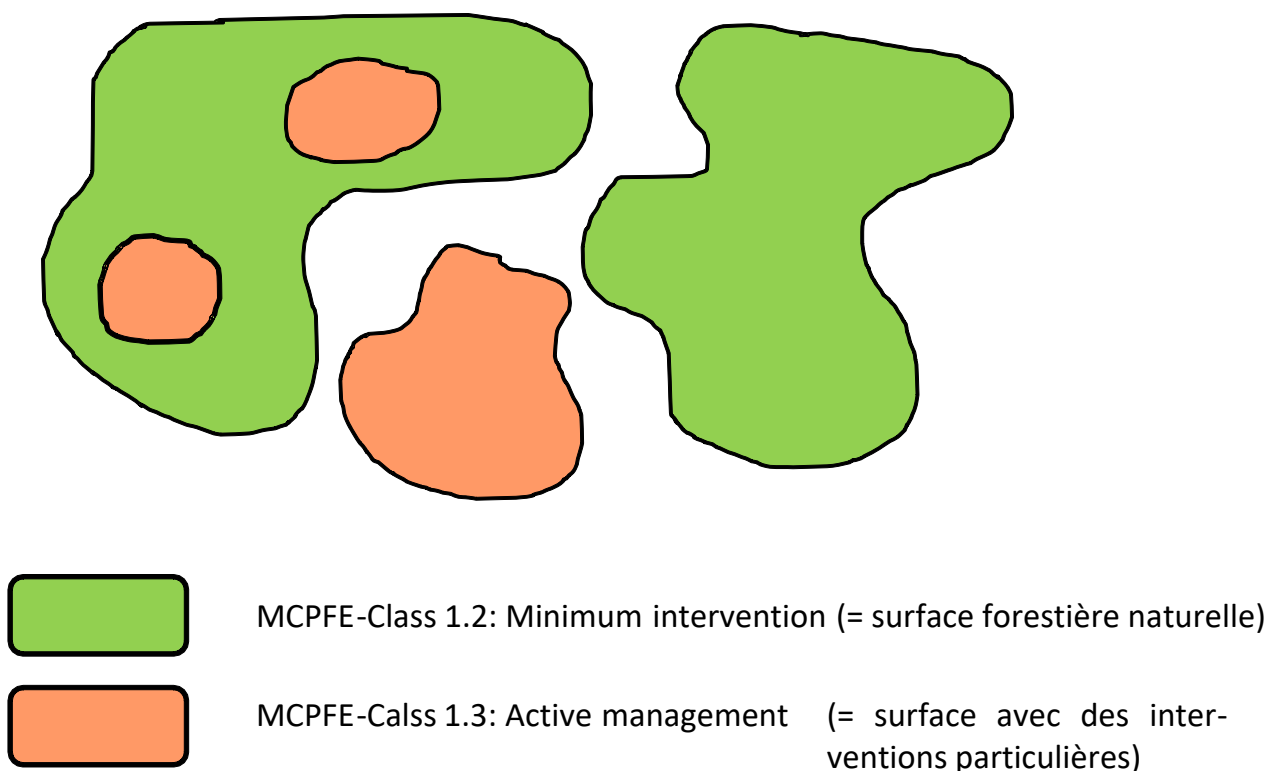 MCPFE-Class 1.2: Minimum intervention (= surface forestière naturelle)
MCPFE-Calss 1.3: Active management (= surface avec des inter-
ventions particulières)